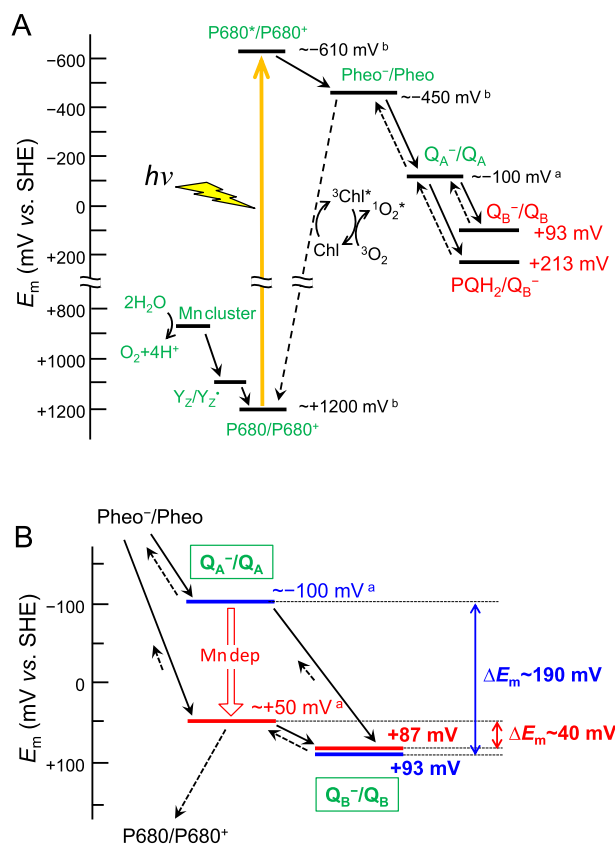 A
P680*/P680⁺
~−610 mV ᵇ
Pheo⁻/Pheo
~−450 mV ᵇ
Q_A⁻/Q_A
~−100 mV ᵃ
Q_B⁻/Q_B
+93 mV
+213 mV
PQH₂/Q_B⁻
hν
³Chl*
¹O₂*
Chl
³O₂
E_m (mV vs. SHE)
−600
−400
−200
0
+200
+800
+1000
+1200
2H₂O
Mn cluster
O₂+4H⁺
Y_Z/Y_Z•
~+1200 mV ᵇ
P680/P680⁺
B
Pheo⁻/Pheo
Q_A⁻/Q_A
~−100 mV ᵃ
E_m (mV vs. SHE)
−100
0
+100
Mn dep
~+50 mV ᵃ
ΔE_m~190 mV
+87 mV
ΔE_m~40 mV
+93 mV
Q_B⁻/Q_B
P680/P680⁺